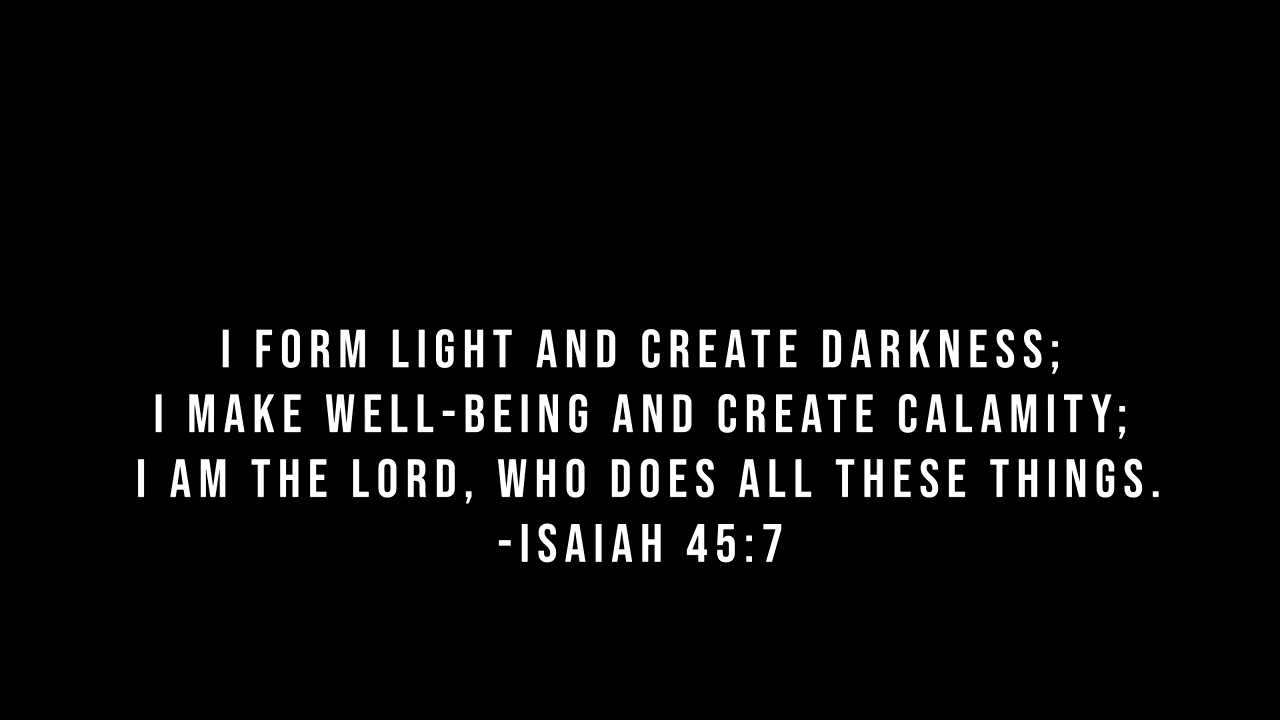 I FORM LIGHT AND CREATE DARKNESS;
I MAKE WELL-BEING AND CREATE CALAMITY;
I AM THE LORD, WHO DOES ALL THESE THINGS.
-ISAIAH 45:7